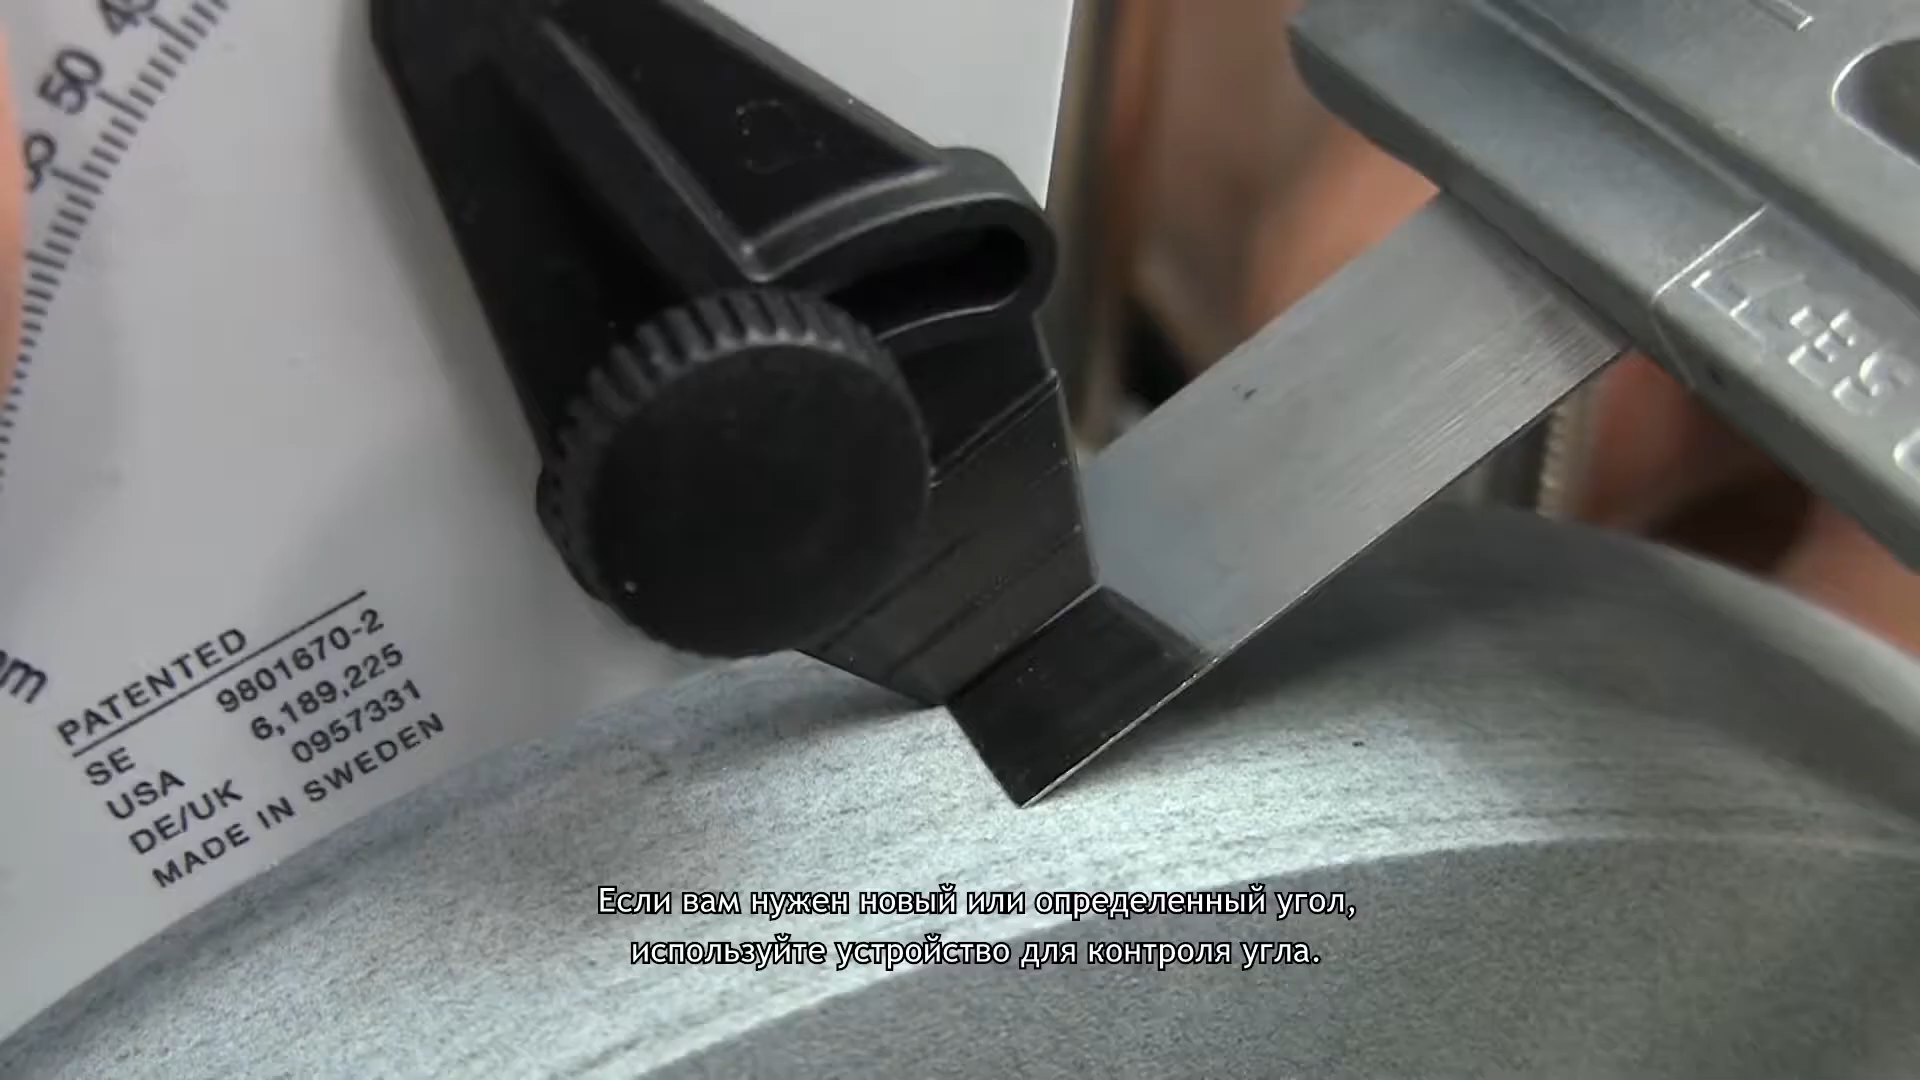 50
PATENTED
SE 9801670-2
USA 6,189,225
DE/UK 0957331
MADE IN SWEDEN
Если вам нужен новый или определенный угол,
используйте устройство для контроля угла.